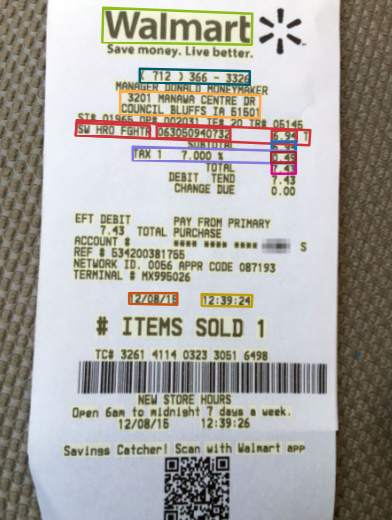 Walmart
Save money. Live better.
( 712 ) 366 - 3326
MANAGER DONALD MONEYMAKER
3201 MANAWA CENTRE DR
COUNCIL BLUFFS IA 51501
ST# 01965 OP# 002031 TE# 20 TR# 05145
SW HRO FGHTR 063050940732 6.94 T
SUBTOTAL 6.94
TAX 1 7.000 % 0.49
TOTAL 7.43
DEBIT TEND 7.43
CHANGE DUE 0.00
EFT DEBIT PAY FROM PRIMARY
7.43 TOTAL PURCHASE
ACCOUNT # **** **** **** S
REF # 534200381765
NETWORK ID. 0056 APPR CODE 087193
TERMINAL # MX995026
12/08/15 12:39:24
# ITEMS SOLD 1
TC# 3261 4114 0323 3051 6498
NEW STORE HOURS
Open 6am to midnight 7 days a week.
12/08/15 12:39:26
Savings Catcher! Scan with Walmart app